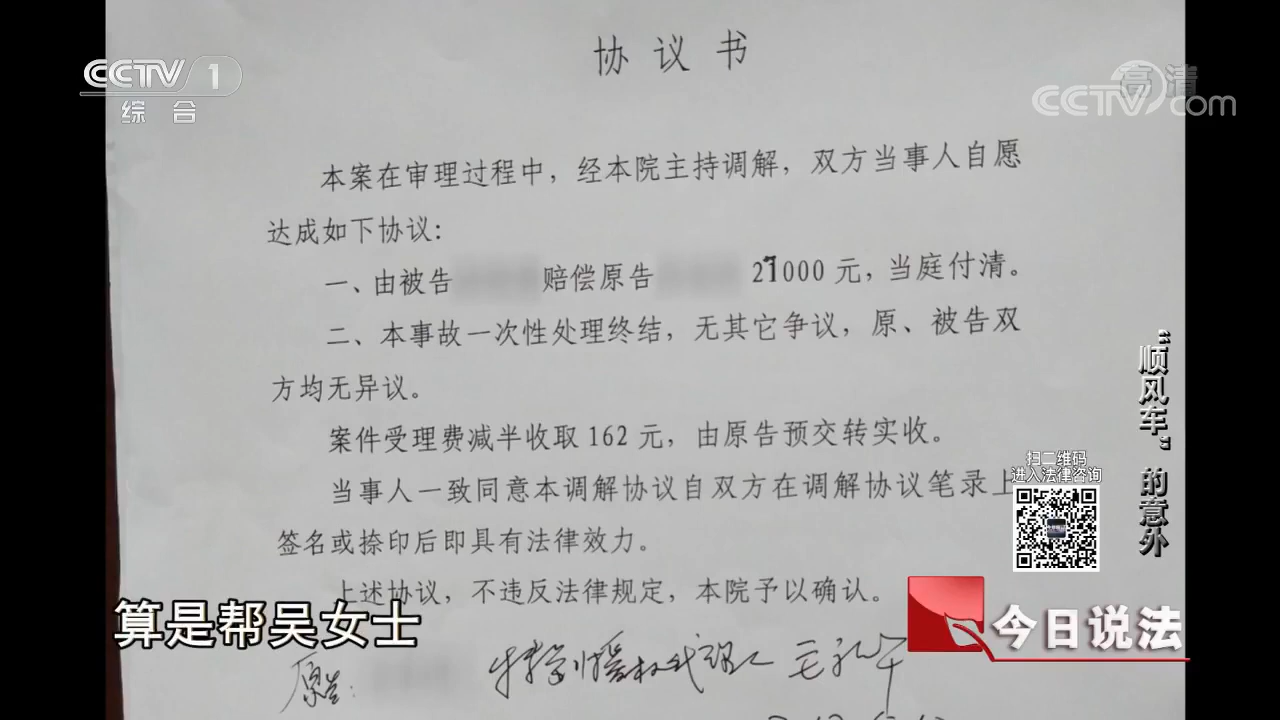 CCTV 1
综合
高清
CCTV.com
协议书
本案在审理过程中，经本院主持调解，双方当事人自愿
达成如下协议：
一、由被告 赔偿原告 27000 元，当庭付清。
二、本事故一次性处理终结，无其它争议，原、被告双
方均无异议。
案件受理费减半收取 162 元，由原告预交转实收。
当事人一致同意本调解协议自双方在调解协议笔录上
签名或捺印后即具有法律效力。
上述协议，不违反法律规定，本院予以确认。
原告：
“顺风车”的意外
扫二维码
进入法律咨询
今日说法
算是帮吴女士